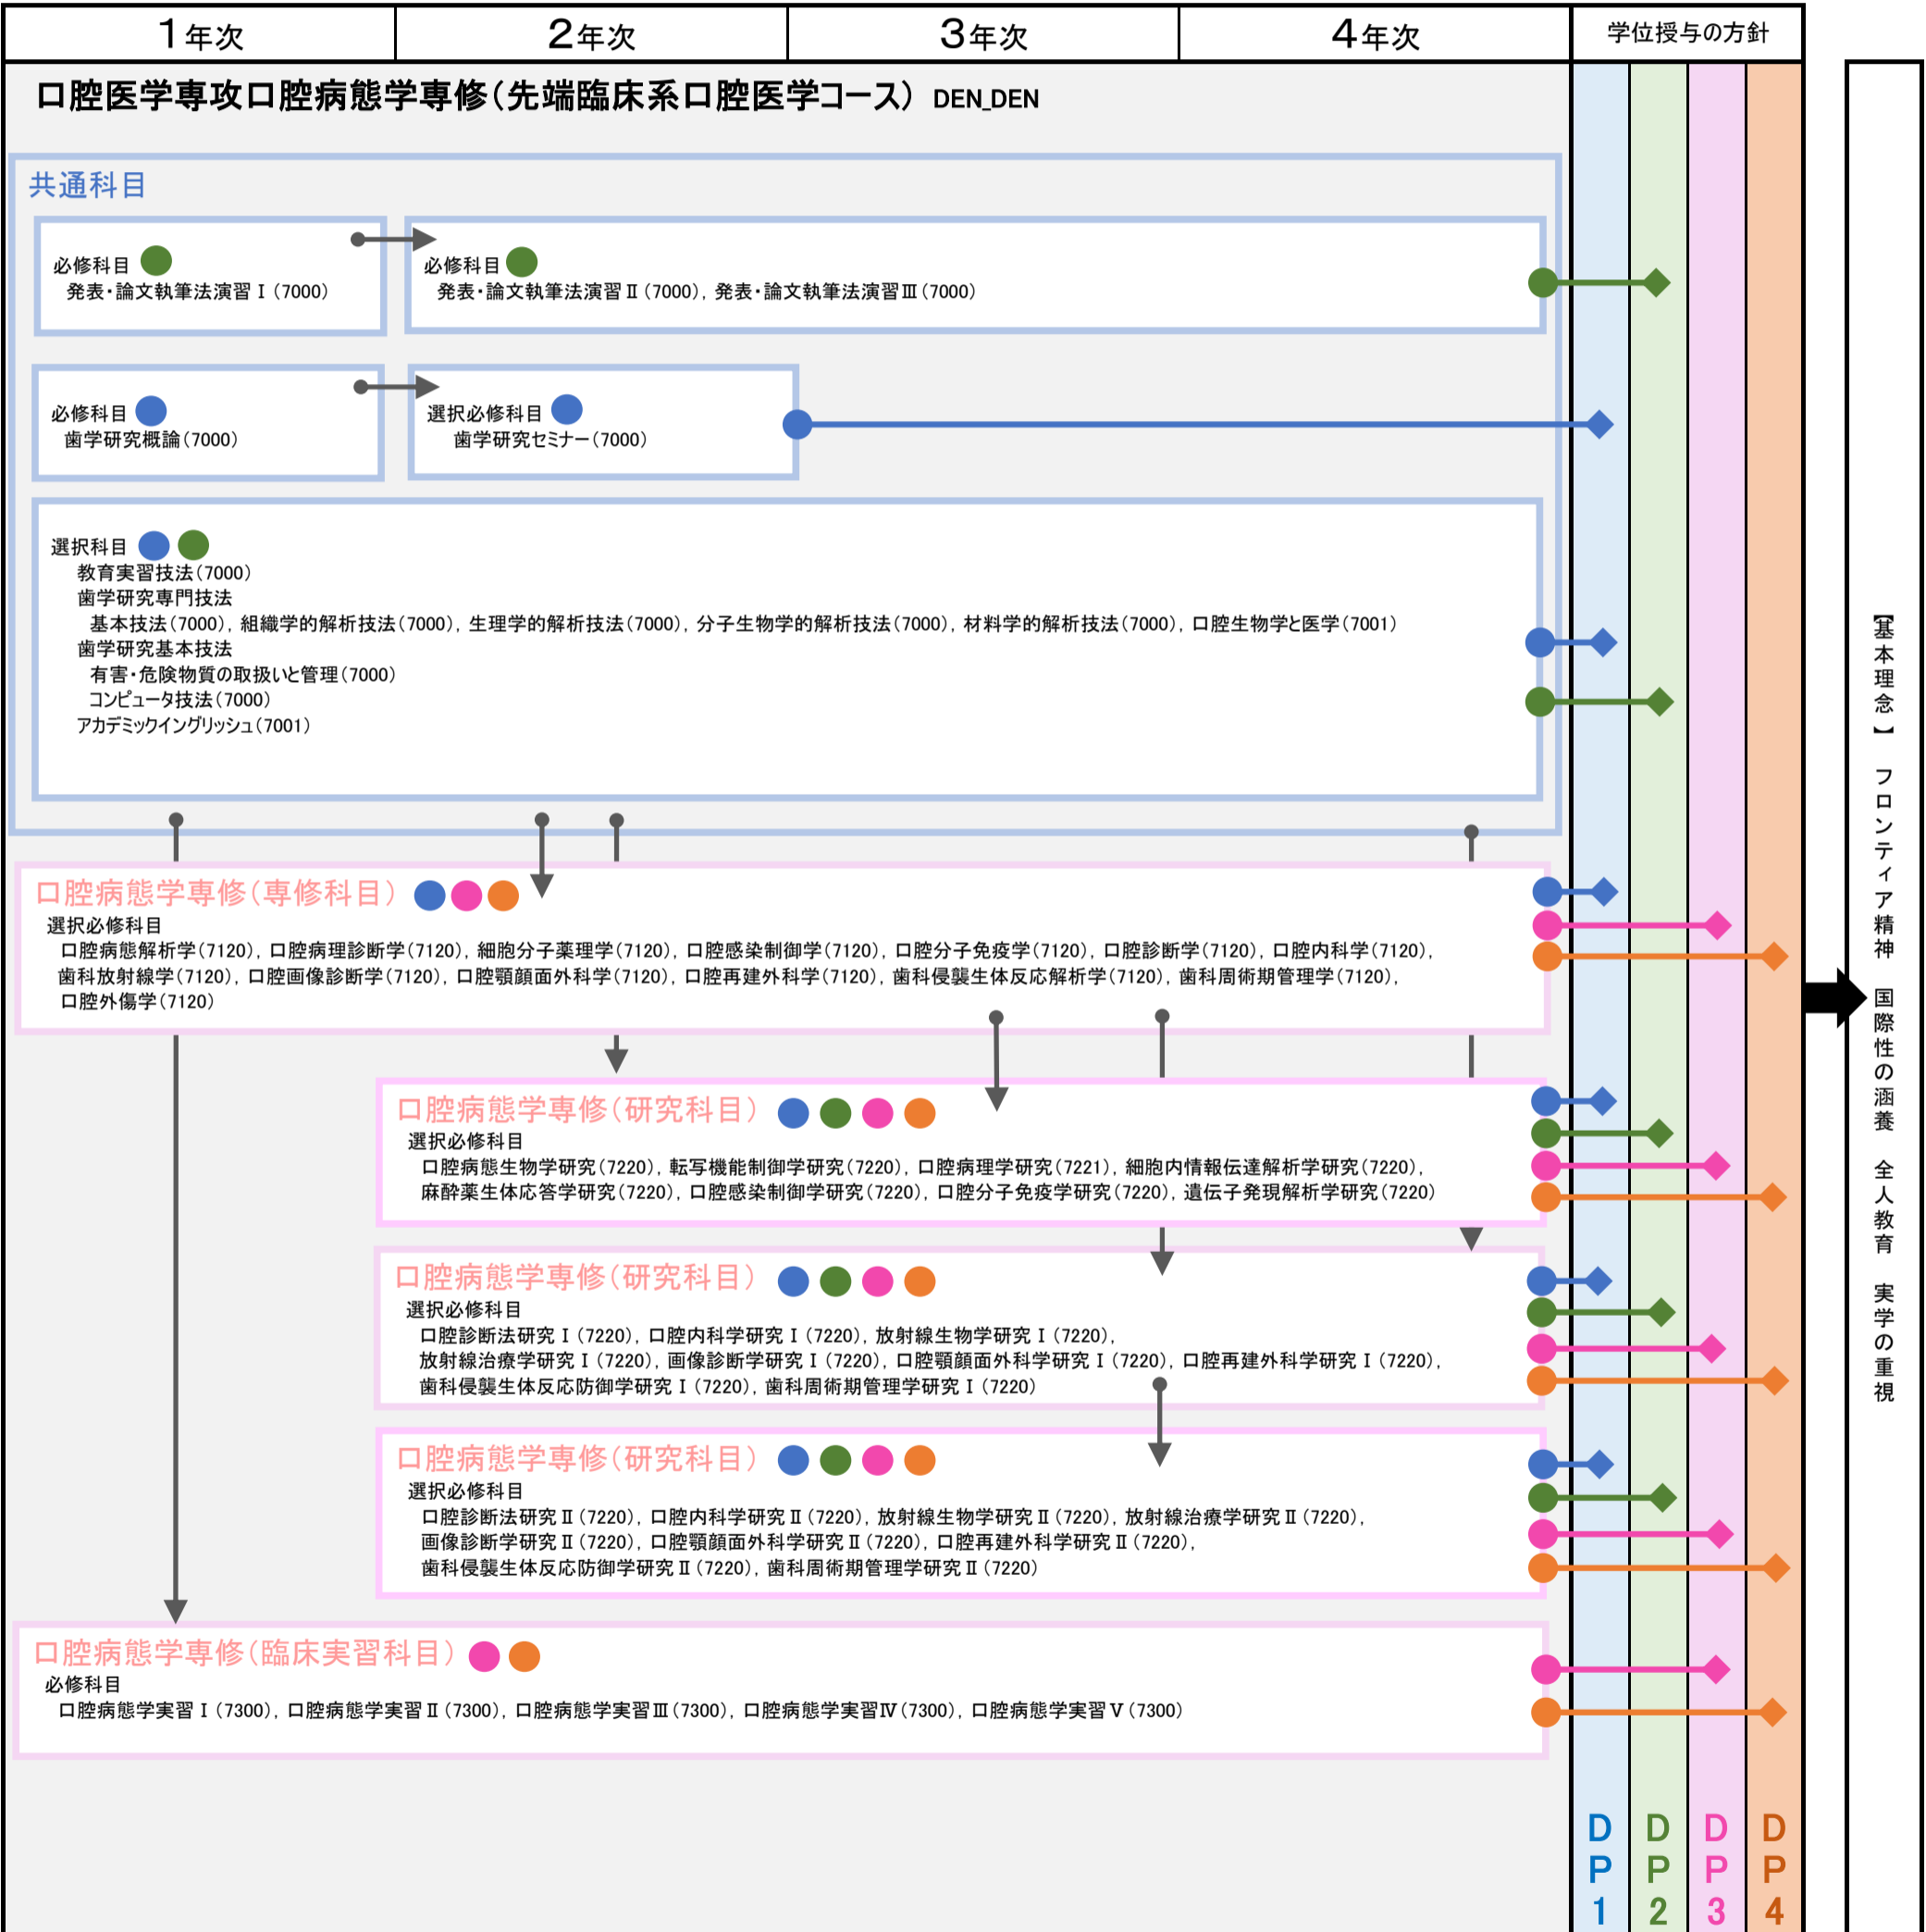 1年次
2年次
3年次
4年次
学位授与の方針
口腔医学専攻口腔病態学専修（先端臨床系口腔医学コース） DEN_DEN
共通科目
必修科目
発表・論文執筆法演習Ⅰ（7000）
必修科目
発表・論文執筆法演習Ⅱ（7000），発表・論文執筆法演習Ⅲ（7000）
必修科目
歯学研究概論（7000）
選択必修科目
歯学研究セミナー（7000）
選択科目
教育実習技法（7000）
歯学研究専門技法
基本技法（7000），組織学的解析技法（7000），生理学的解析技法（7000），分子生物学的解析技法（7000），材料学的解析技法（7000），口腔生物学と医学（7001）
歯学研究基本技法
有害・危険物質の取扱いと管理（7000）
コンピュータ技法（7000）
アカデミックイングリッシュ（7001）
口腔病態学専修（専修科目）
選択必修科目
口腔病態解析学（7120），口腔病理診断学（7120），細胞分子薬理学（7120），口腔感染制御学（7120），口腔分子免疫学（7120），口腔診断学（7120），口腔内科学（7120），
歯科放射線学（7120），口腔画像診断学（7120），口腔顎顔面外科学（7120），口腔再建外科学（7120），歯科侵襲生体反応解析学（7120），歯科周術期管理学（7120），
口腔外傷学（7120）
口腔病態学専修（研究科目）
選択必修科目
口腔病態生物学研究（7220），転写機能制御学研究（7220），口腔病理学研究（7221），細胞内情報伝達解析学研究（7220），
麻酔薬生体応答学研究（7220），口腔感染制御学研究（7220），口腔分子免疫学研究（7220），遺伝子発現解析学研究（7220）
口腔病態学専修（研究科目）
選択必修科目
口腔診断法研究Ⅰ（7220），口腔内科学研究Ⅰ（7220），放射線生物学研究Ⅰ（7220），
放射線治療学研究Ⅰ（7220），画像診断学研究Ⅰ（7220），口腔顎顔面外科学研究Ⅰ（7220），口腔再建外科学研究Ⅰ（7220），
歯科侵襲生体反応防御学研究Ⅰ（7220），歯科周術期管理学研究Ⅰ（7220）
口腔病態学専修（研究科目）
選択必修科目
口腔診断法研究Ⅱ（7220），口腔内科学研究Ⅱ（7220），放射線生物学研究Ⅱ（7220），放射線治療学研究Ⅱ（7220），
画像診断学研究Ⅱ（7220），口腔顎顔面外科学研究Ⅱ（7220），口腔再建外科学研究Ⅱ（7220），
歯科侵襲生体反応防御学研究Ⅱ（7220），歯科周術期管理学研究Ⅱ（7220）
口腔病態学専修（臨床実習科目）
必修科目
口腔病態学実習Ⅰ（7300），口腔病態学実習Ⅱ（7300），口腔病態学実習Ⅲ（7300），口腔病態学実習Ⅳ（7300），口腔病態学実習Ⅴ（7300）
DP1
DP2
DP3
DP4
【基本理念】 フロンティア精神 国際性の涵養 全人教育 実学の重視